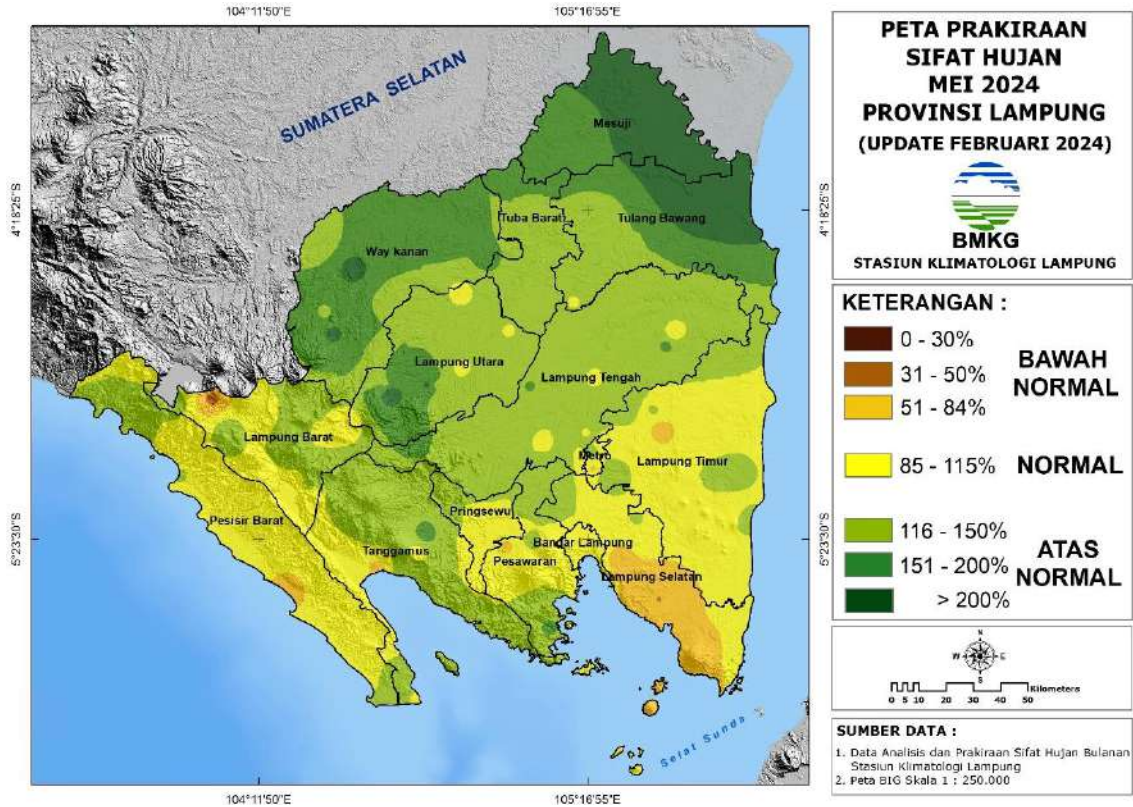 104°11'50"E
105°16'55"E
4°18'25"S
4°18'25"S
5°23'30"S
5°23'30"S
104°11'50"E
105°16'55"E
SUMATERA SELATAN
Mesuji
Tuba Barat
Tulang Bawang
Way kanan
Lampung Utara
Lampung Tengah
Lampung Barat
Metro
Lampung Timur
Pesisir Barat
Pringsewu
Tanggamus
Bandar Lampung
Pesawaran
Lampung Selatan
Selat Sunda
PETA PRAKIRAAN
SIFAT HUJAN
MEI 2024
PROVINSI LAMPUNG
(UPDATE FEBRUARI 2024)
BMKG
STASIUN KLIMATOLOGI LAMPUNG
KETERANGAN :
0 - 30%
31 - 50%
51 - 84%
BAWAH
NORMAL
85 - 115%
NORMAL
116 - 150%
151 - 200%
> 200%
ATAS
NORMAL
N
W
E
S
Kilometers
0 5 10 20 30 40 50
SUMBER DATA :
1. Data Analisis dan Prakiraan Sifat Hujan Bulanan
Stasiun Klimatologi Lampung
2. Peta BIG Skala 1 : 250.000